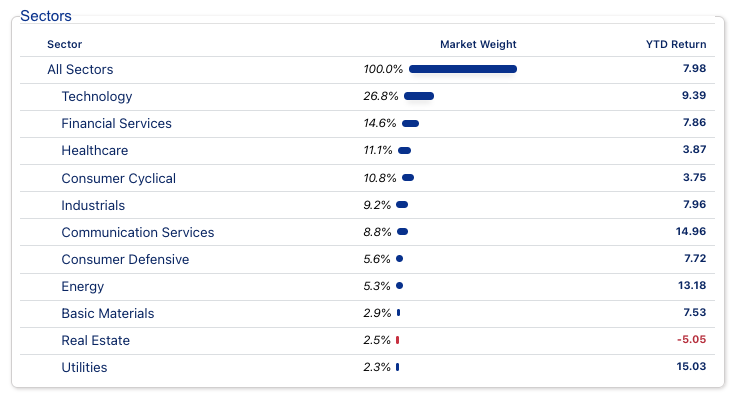 Sectors
Sector Market Weight YTD Return
All Sectors 100.0% 7.98
Technology 26.8% 9.39
Financial Services 14.6% 7.86
Healthcare 11.1% 3.87
Consumer Cyclical 10.8% 3.75
Industrials 9.2% 7.96
Communication Services 8.8% 14.96
Consumer Defensive 5.6% 7.72
Energy 5.3% 13.18
Basic Materials 2.9% 7.53
Real Estate 2.5% -5.05
Utilities 2.3% 15.03